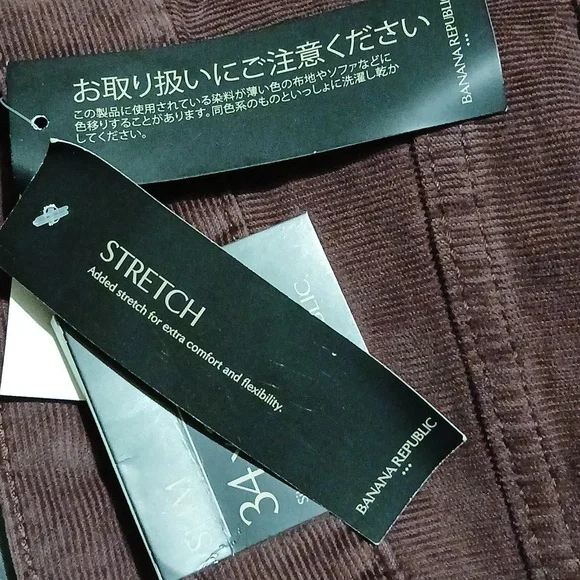 お取り扱いにご注意ください
この製品に使用されている染料が薄い色の布地やソファなどに
色移りすることがあります。同色系のものといっしょに洗濯し乾か
してください。
BANANA REPUBLIC
STRETCH
Added stretch for extra comfort and flexibility.
BANANA REPUBLIC
34